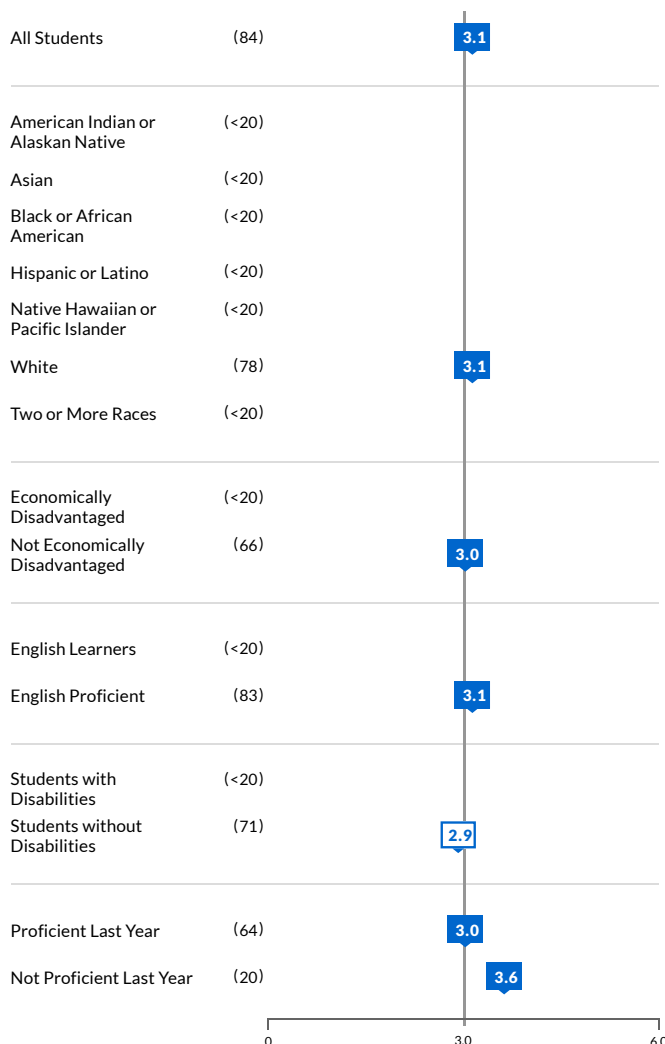 All Students (84) 3.1
American Indian or
Alaskan Native (<20)
Asian (<20)
Black or African
American (<20)
Hispanic or Latino (<20)
Native Hawaiian or
Pacific Islander (<20)
White (78) 3.1
Two or More Races (<20)
Economically
Disadvantaged (<20)
Not Economically
Disadvantaged (66) 3.0
English Learners (<20)
English Proficient (83) 3.1
Students with
Disabilities (<20)
Students without
Disabilities (71) 2.9
Proficient Last Year (64) 3.0
Not Proficient Last Year (20) 3.6
0 3.0 6.0